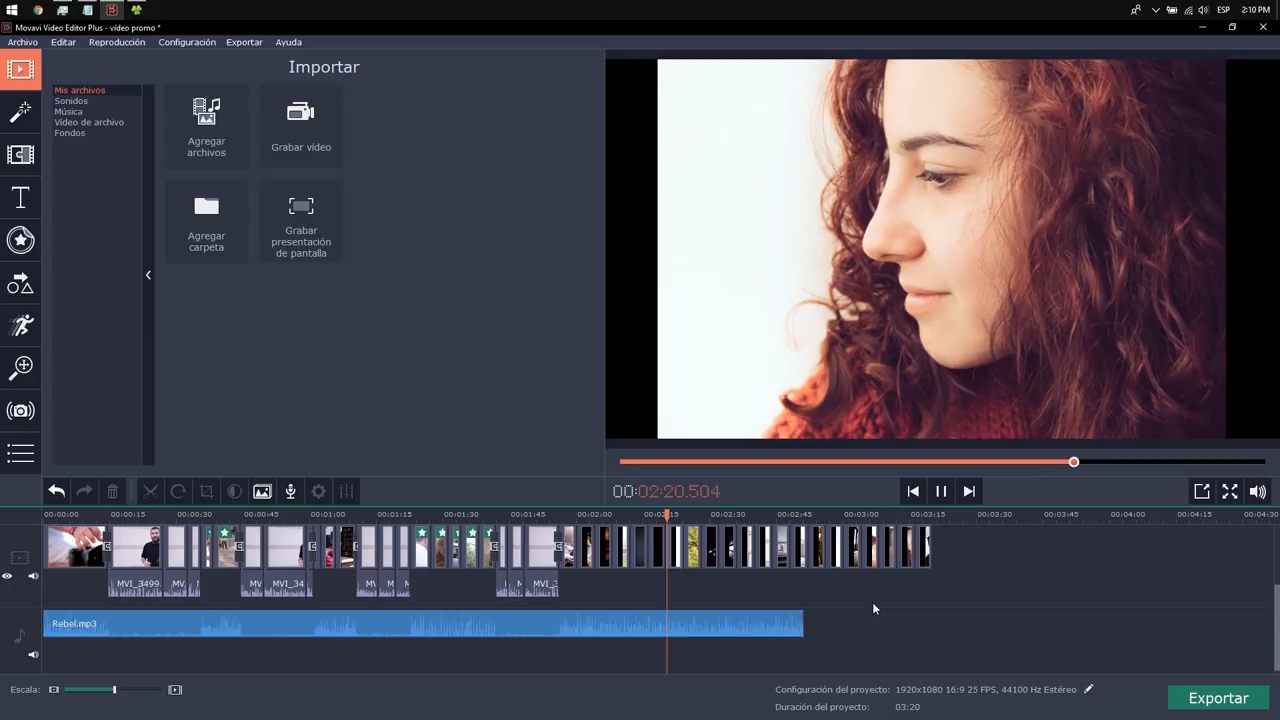 ESP 2:10 PM
Movavi Video Editor Plus - vídeo promo *
Archivo Editar Reproducción Configuración Exportar Ayuda
Importar
Mis archivos
Sonidos
Música
Vídeo de archivo
Fondos
Agregar
archivos
Grabar vídeo
Agregar
carpeta
Grabar
presentación
de pantalla
00:02:20.504
00:00:00 00:00:15 00:00:30 00:00:45 00:01:00 00:01:15 00:01:30 00:01:45 00:02:00 00:02:15 00:02:30 00:02:45 00:03:00 00:03:15 00:03:30 00:03:45 00:04:00 00:04:15 00:04:30
MVI_3499 MV MV MVI_34 M MVI_3
Rebel.mp3
Escala:
Configuración del proyecto: 1920x1080 16:9 25 FPS, 44100 Hz Estéreo
Duración del proyecto: 03:20
Exportar